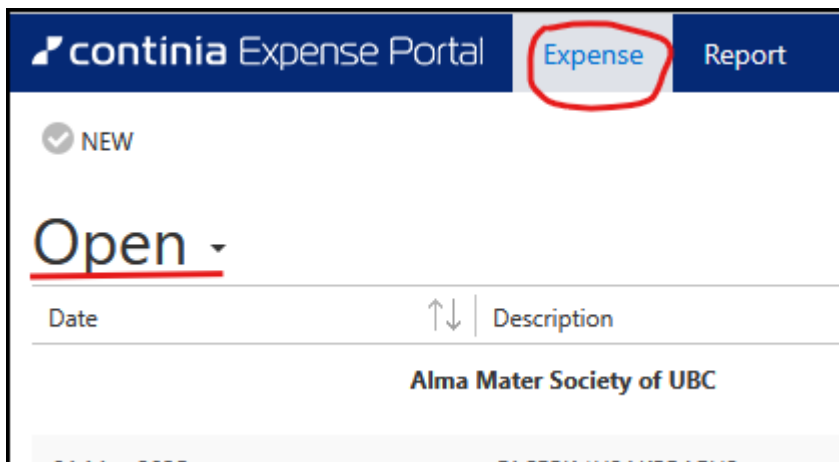 continia Expense Portal Expense Report
NEW
Open
Date Description
Alma Mater Society of UBC